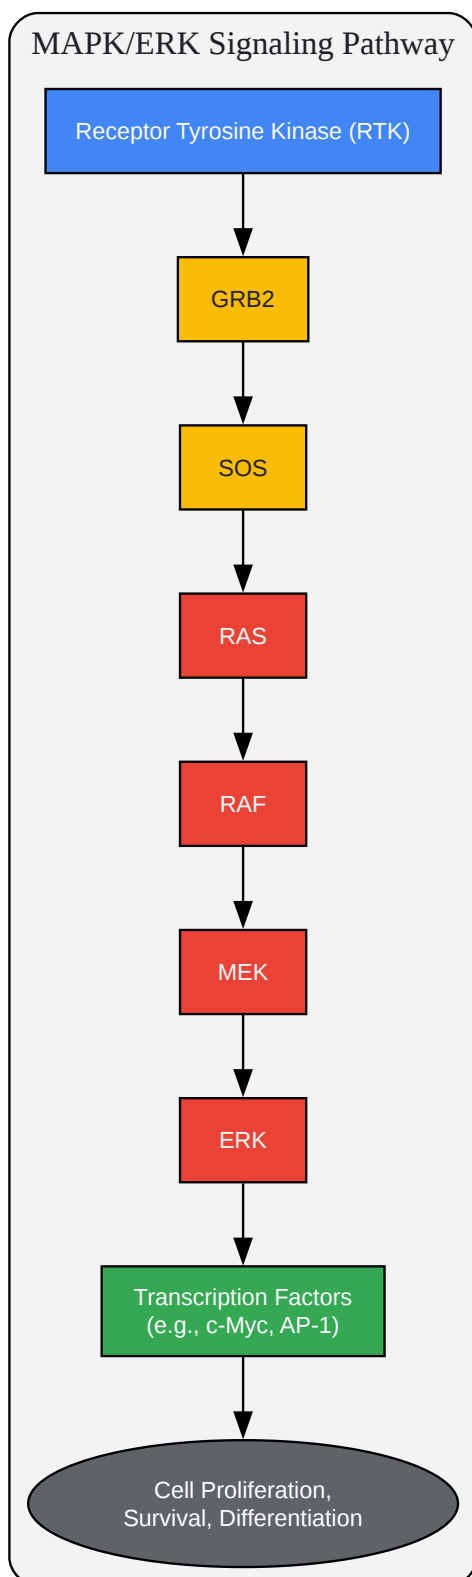 MAPK/ERK Signaling Pathway
Receptor Tyrosine Kinase (RTK)
GRB2
SOS
RAS
RAF
MEK
ERK
Transcription Factors
(e.g., c-Myc, AP-1)
Cell Proliferation,
Survival, Differentiation